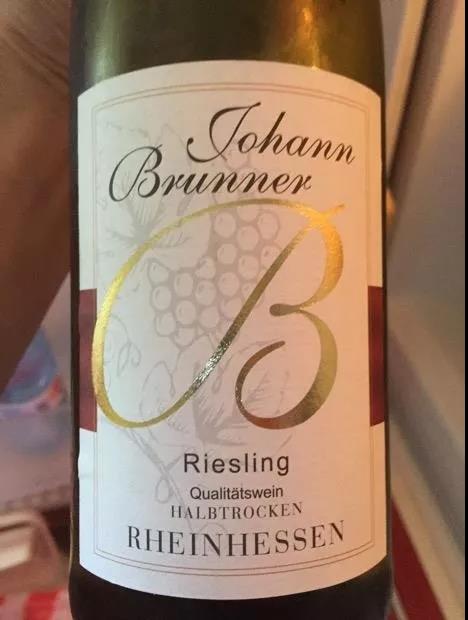 Johann
Brunner
B
Riesling
Qualitätswein
HALBTROCKEN
RHEINHESSEN